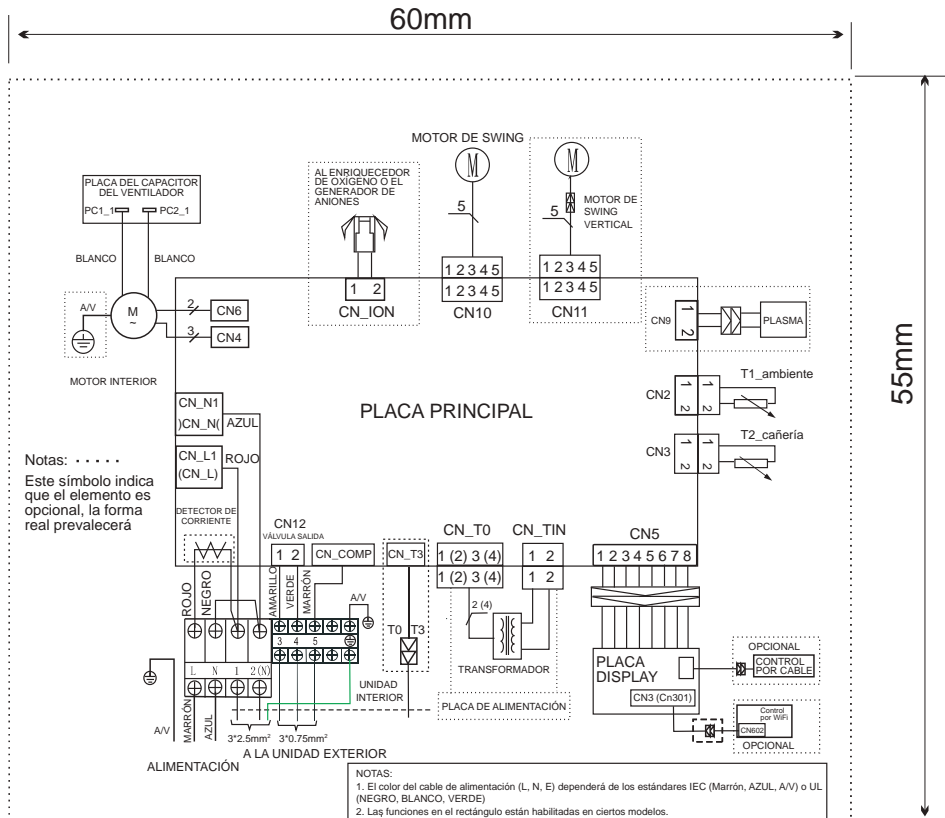 60mm
55mm
MOTOR DE SWING
M
5
AL ENRIQUECEDOR
DE OXÍGENO O EL
GENERADOR DE
ANIONES
M
MOTOR DE
SWING
VERTICAL
5
PLACA DEL CAPACITOR
DEL VENTILADOR
PC1_1
PC2_1
BLANCO
BLANCO
1 2
CN_ION
1 2 3 4 5
1 2 3 4 5
CN10
1 2 3 4 5
1 2 3 4 5
CN11
A/V
M
~
2
CN6
3
CN4
MOTOR INTERIOR
CN9
1 2
PLASMA
CN2
1 2
1 2
T1_ambiente
CN3
1 2
1 2
T2_cañería
PLACA PRINCIPAL
CN_N1
)CN_N(
AZUL
CN_L1
(CN_L)
ROJO
Notas: · · · · ·
Este símbolo indica
que el elemento es
opcional, la forma
real prevalecerá
DETECTOR DE
CORRIENTE
CN12
VÁLVULA SALIDA
1 2
CN_COMP
CN_T3
CN_T0
1 (2) 3 (4)
1 (2) 3 (4)
CN_TIN
1 2
1 2
CN5
1 2 3 4 5 6 7 8
ROJO
NEGRO
AMARILLO
VERDE
MARRÓN
A/V
3 4 5
T0 T3
2 (4)
TRANSFORMADOR
PLACA DE ALIMENTACIÓN
L N 1 2 (N)
UNIDAD
INTERIOR
PLACA
DISPLAY
CN3 (Cn301)
OPCIONAL
CONTROL
POR CABLE
Control
por WiFi
CN602
OPCIONAL
A/V
MARRÓN
AZUL
3*2.5mm²
3*0.75mm²
ALIMENTACIÓN
A LA UNIDAD EXTERIOR
NOTAS:
1. El color del cable de alimentación (L, N, E) dependerá de los estándares IEC (Marrón, AZUL, A/V) o UL
(NEGRO, BLANCO, VERDE)
2. Las funciones en el rectángulo están habilitadas en ciertos modelos.